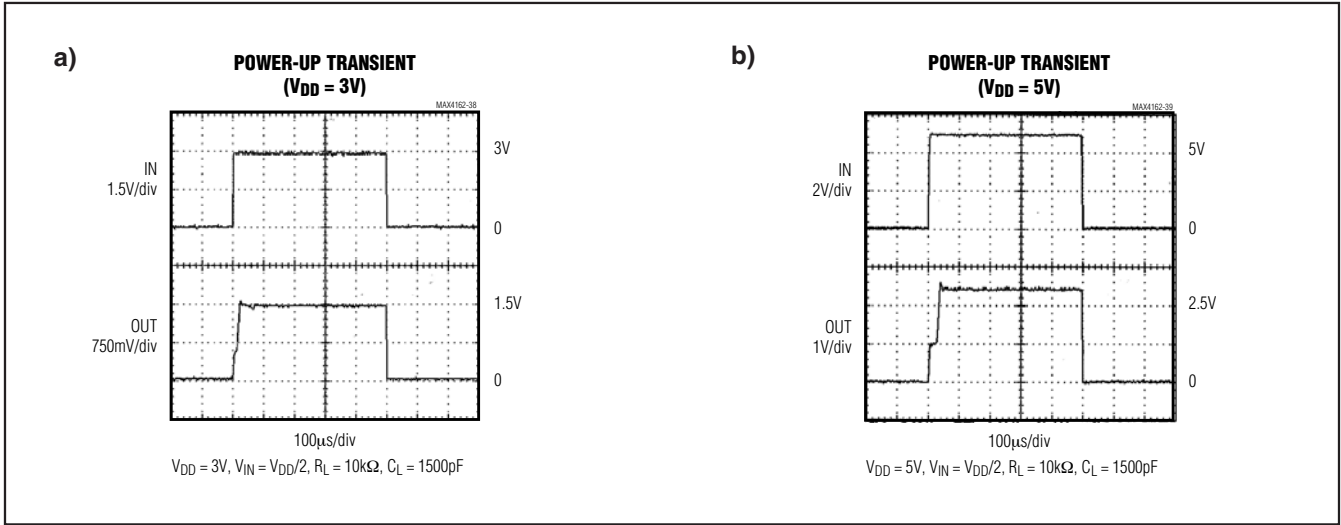 a)
POWER-UP TRANSIENT
(VDD = 3V)
MAX4162-38
IN
1.5V/div
3V
0
OUT
750mV/div
1.5V
0
100µs/div
VDD = 3V, VIN = VDD/2, RL = 10kΩ, CL = 1500pF
b)
POWER-UP TRANSIENT
(VDD = 5V)
MAX4162-39
IN
2V/div
5V
0
OUT
1V/div
2.5V
0
100µs/div
VDD = 5V, VIN = VDD/2, RL = 10kΩ, CL = 1500pF